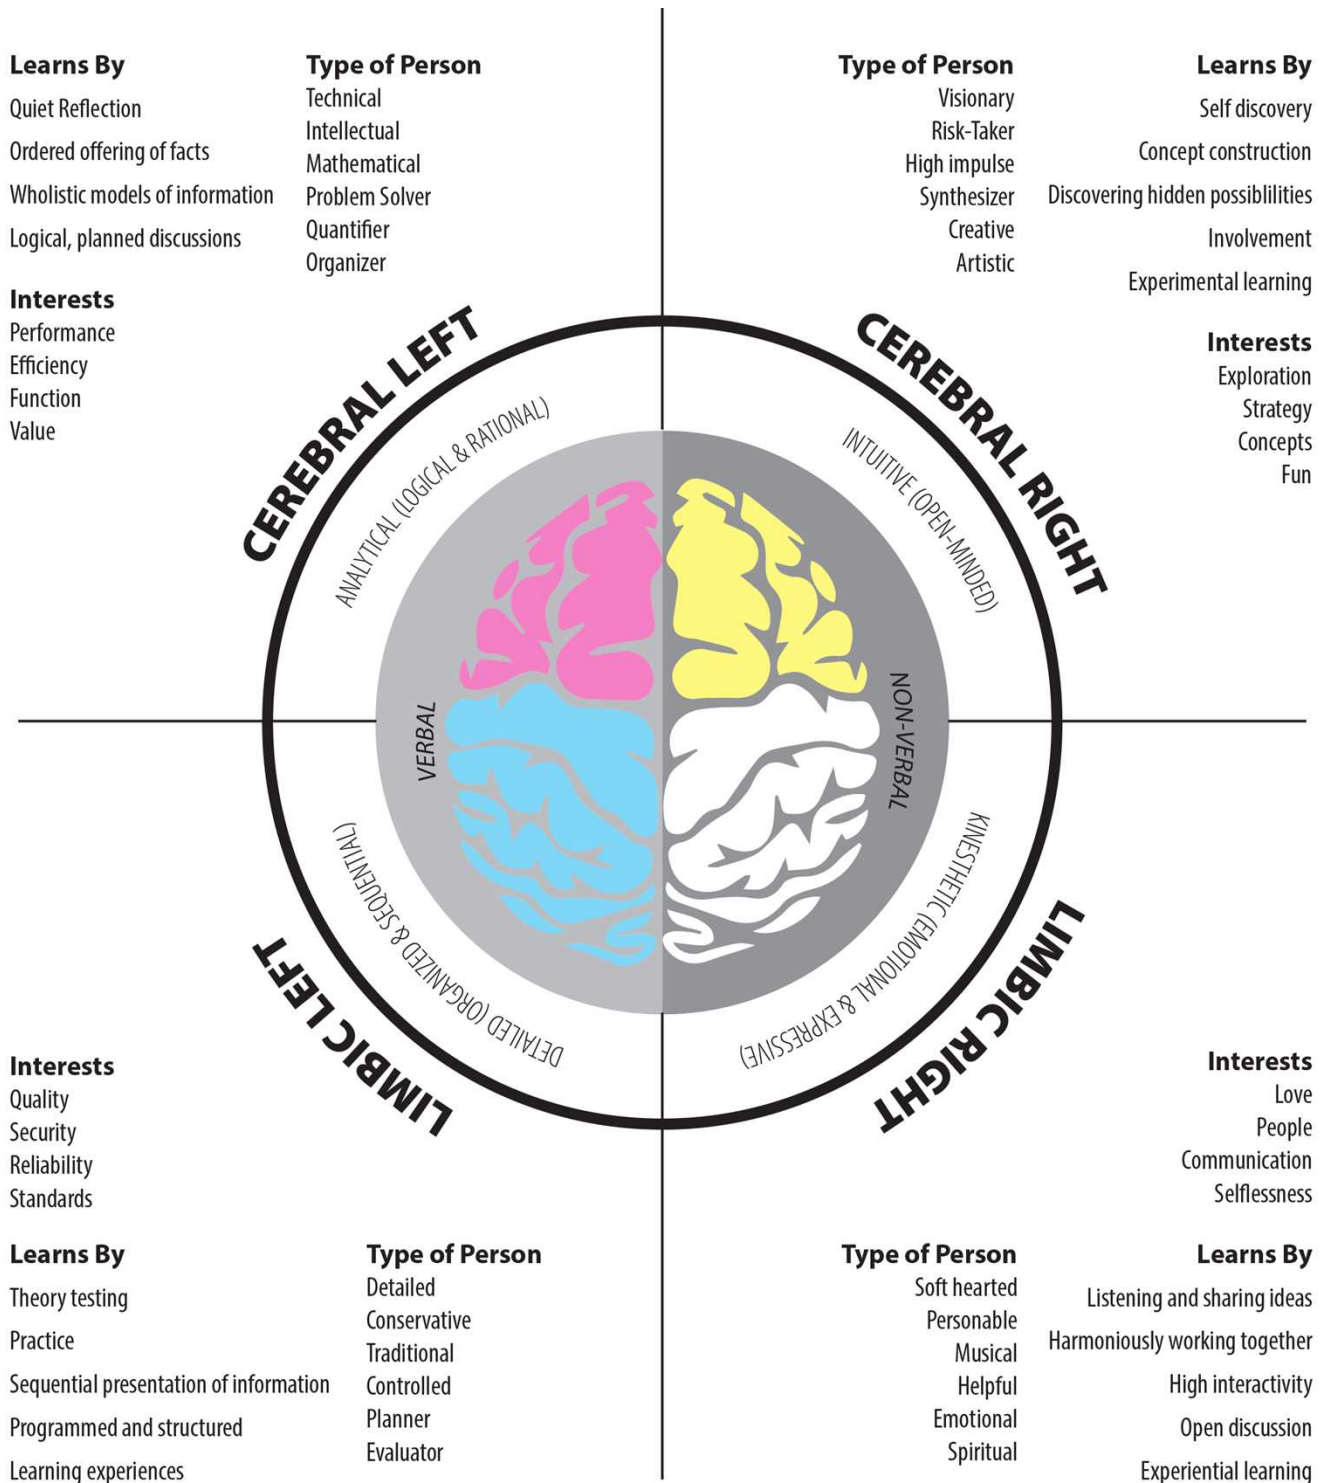 Learns By
Quiet Reflection
Ordered offering of facts
Wholistic models of information
Logical, planned discussions
Type of Person
Technical
Intellectual
Mathematical
Problem Solver
Quantifier
Organizer
Interests
Performance
Efficiency
Function
Value
CEREBRAL LEFT
ANALYTICAL (LOGICAL & RATIONAL)
Type of Person
Visionary
Risk-Taker
High impulse
Synthesizer
Creative
Artistic
Learns By
Self discovery
Concept construction
Discovering hidden possiblilities
Involvement
Experimental learning
Interests
Exploration
Strategy
Concepts
Fun
CEREBRAL RIGHT
INTUITIVE (OPEN-MINDED)
VERBAL
NON-VERBAL
DETAILED (ORGANIZED & SEQUENTIAL)
LIMBIC LEFT
Interests
Quality
Security
Reliability
Standards
Learns By
Theory testing
Practice
Sequential presentation of information
Programmed and structured
Learning experiences
Type of Person
Detailed
Conservative
Traditional
Controlled
Planner
Evaluator
KINESTHETIC (EMOTIONAL & EXPRESSIVE)
LIMBIC RIGHT
Interests
Love
People
Communication
Selflessness
Type of Person
Soft hearted
Personable
Musical
Helpful
Emotional
Spiritual
Learns By
Listening and sharing ideas
Harmoniously working together
High interactivity
Open discussion
Experiential learning